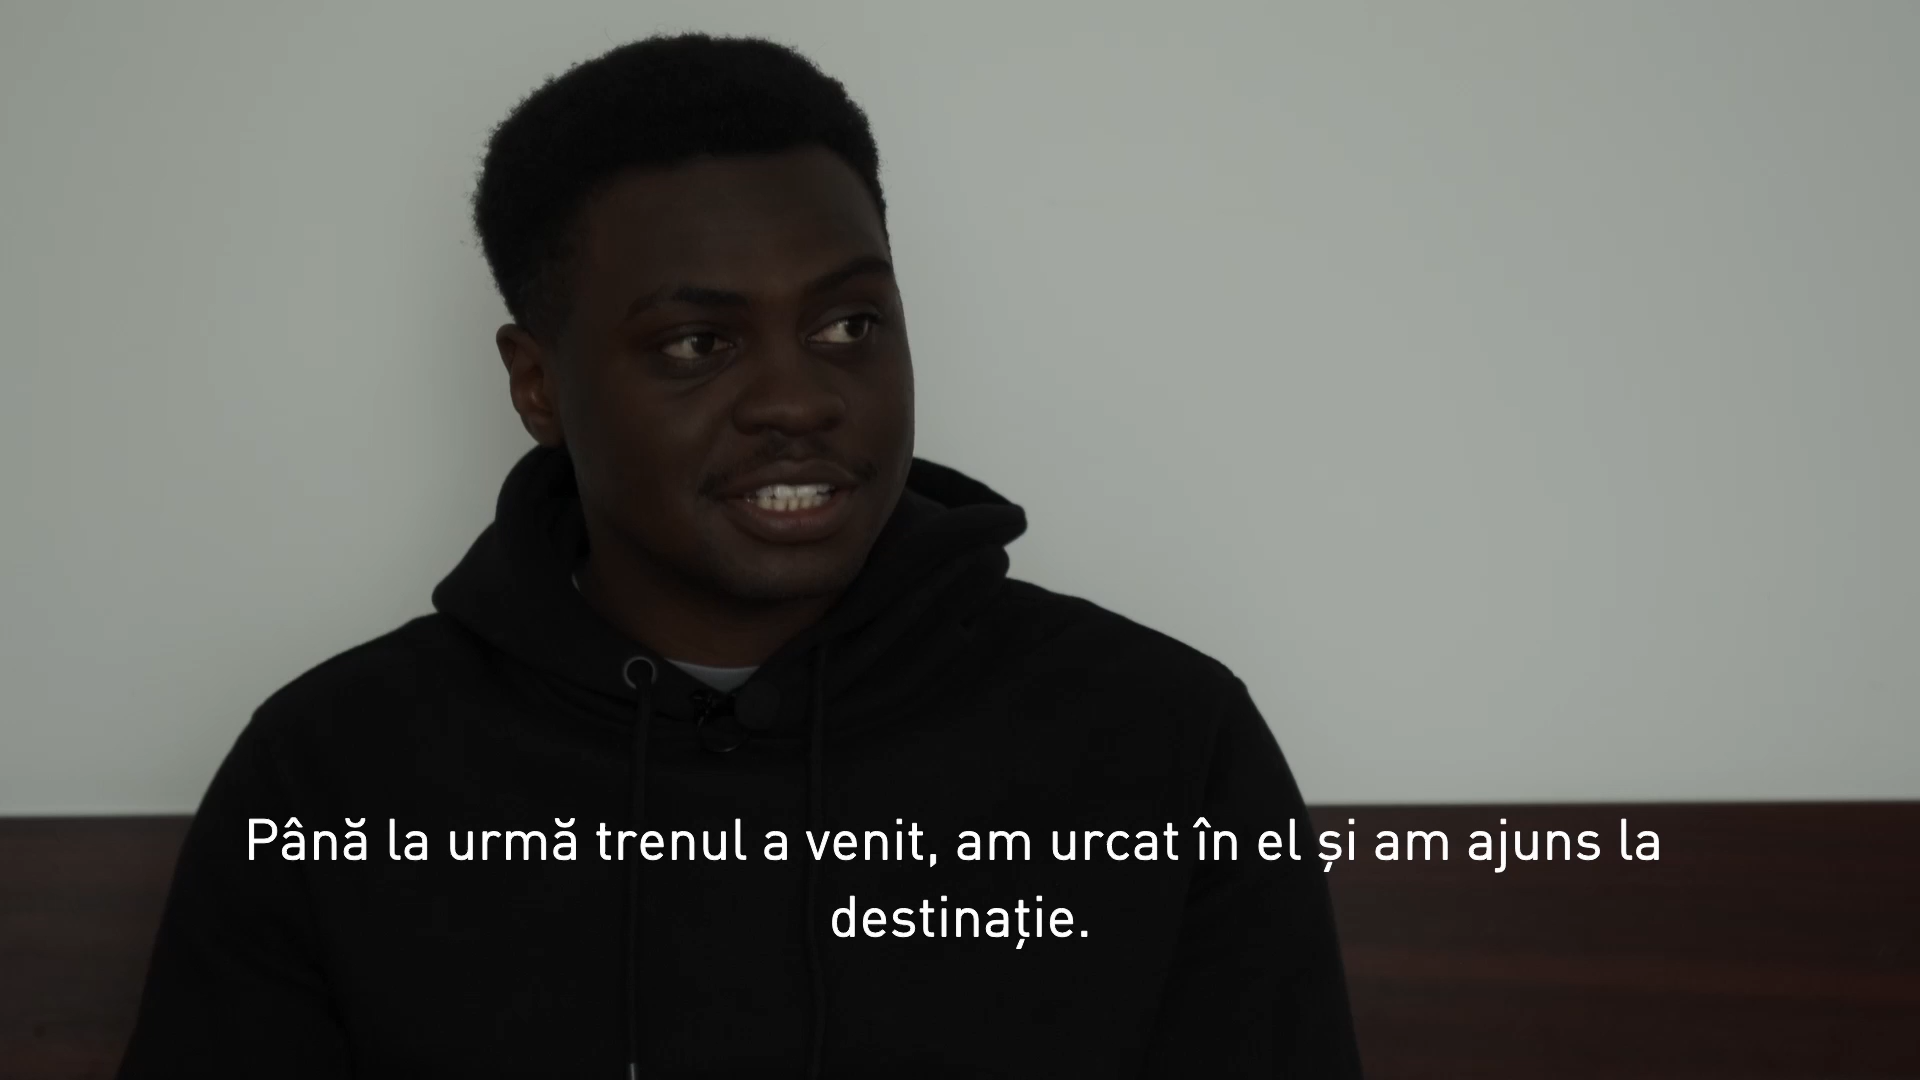 Până la urmă trenul a venit, am urcat în el și am ajuns la
destinație.